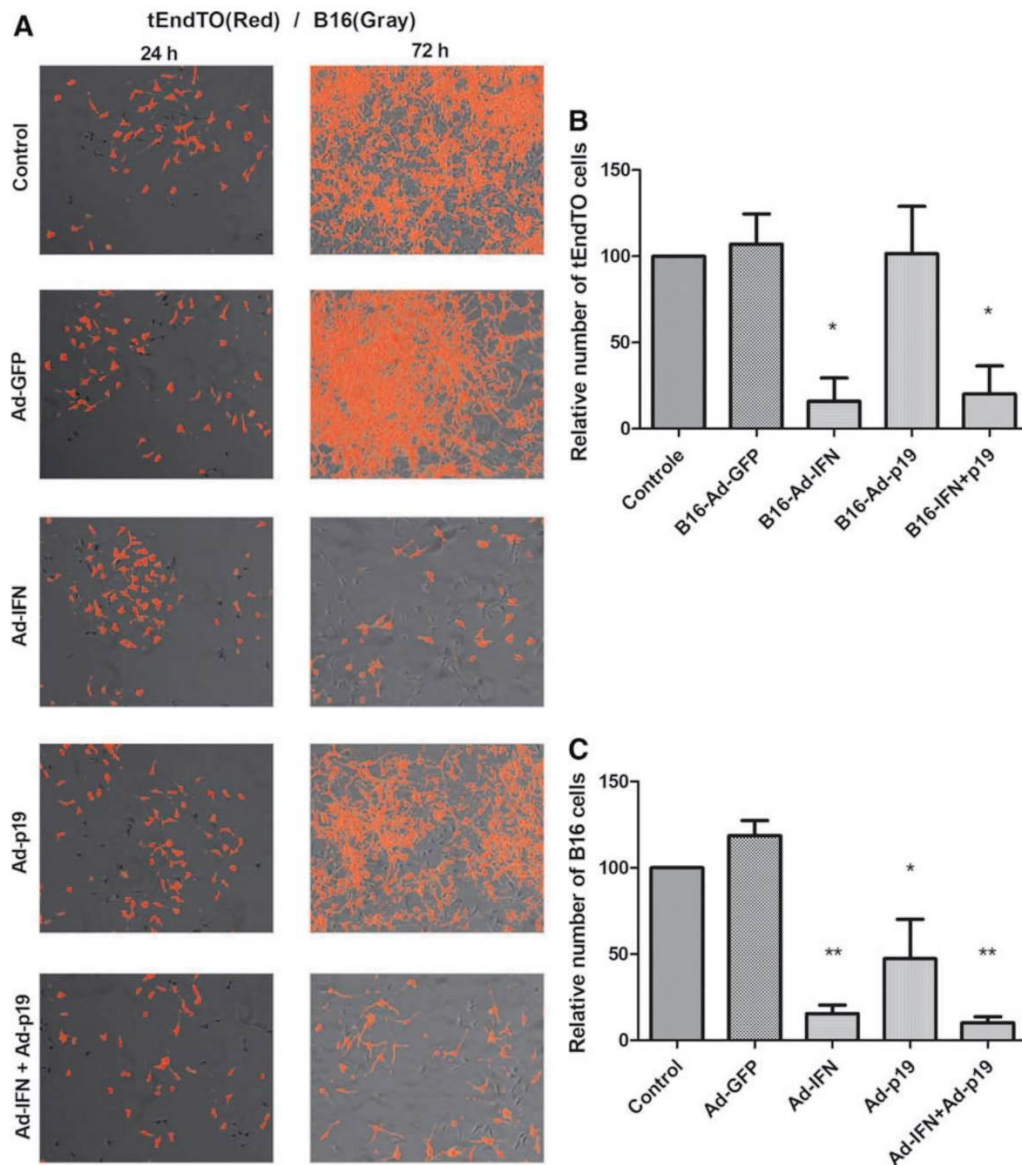 A
tEndTO(Red) / B16(Gray)
24 h
72 h
Control
Ad-GFP
Ad-IFN
Ad-p19
Ad-IFN + Ad-p19
B
Relative number of tEndTO cells
150
100
50
0
*
*
Controle
B16-Ad-GFP
B16-Ad-IFN
B16-Ad-p19
B16-IFN+p19
C
Relative number of B16 cells
150
100
50
0
**
*
**
Control
Ad-GFP
Ad-IFN
Ad-p19
Ad-IFN+Ad-p19